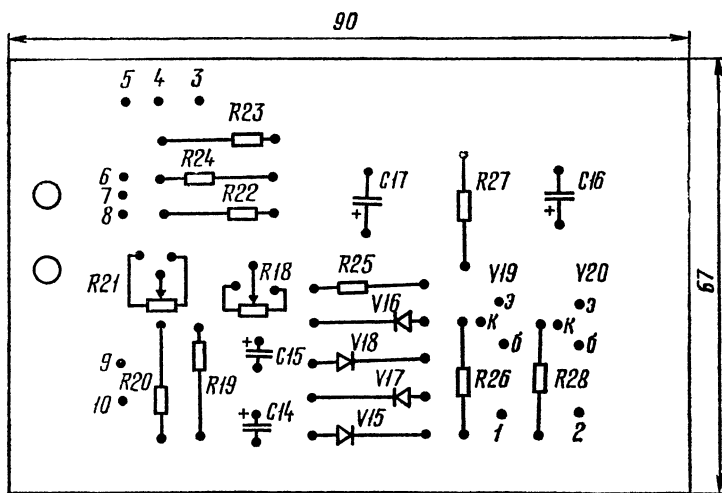 90
5 4 3
R23
R24
6
7
8
R22
C17
+
R27
C16
+
67
R21
R18
R25
V16
V19
V20
э
э
к
к
б
б
+
C15
V18
9
R20
R19
V17
R26
R28
10
+
C14
V15
1
2